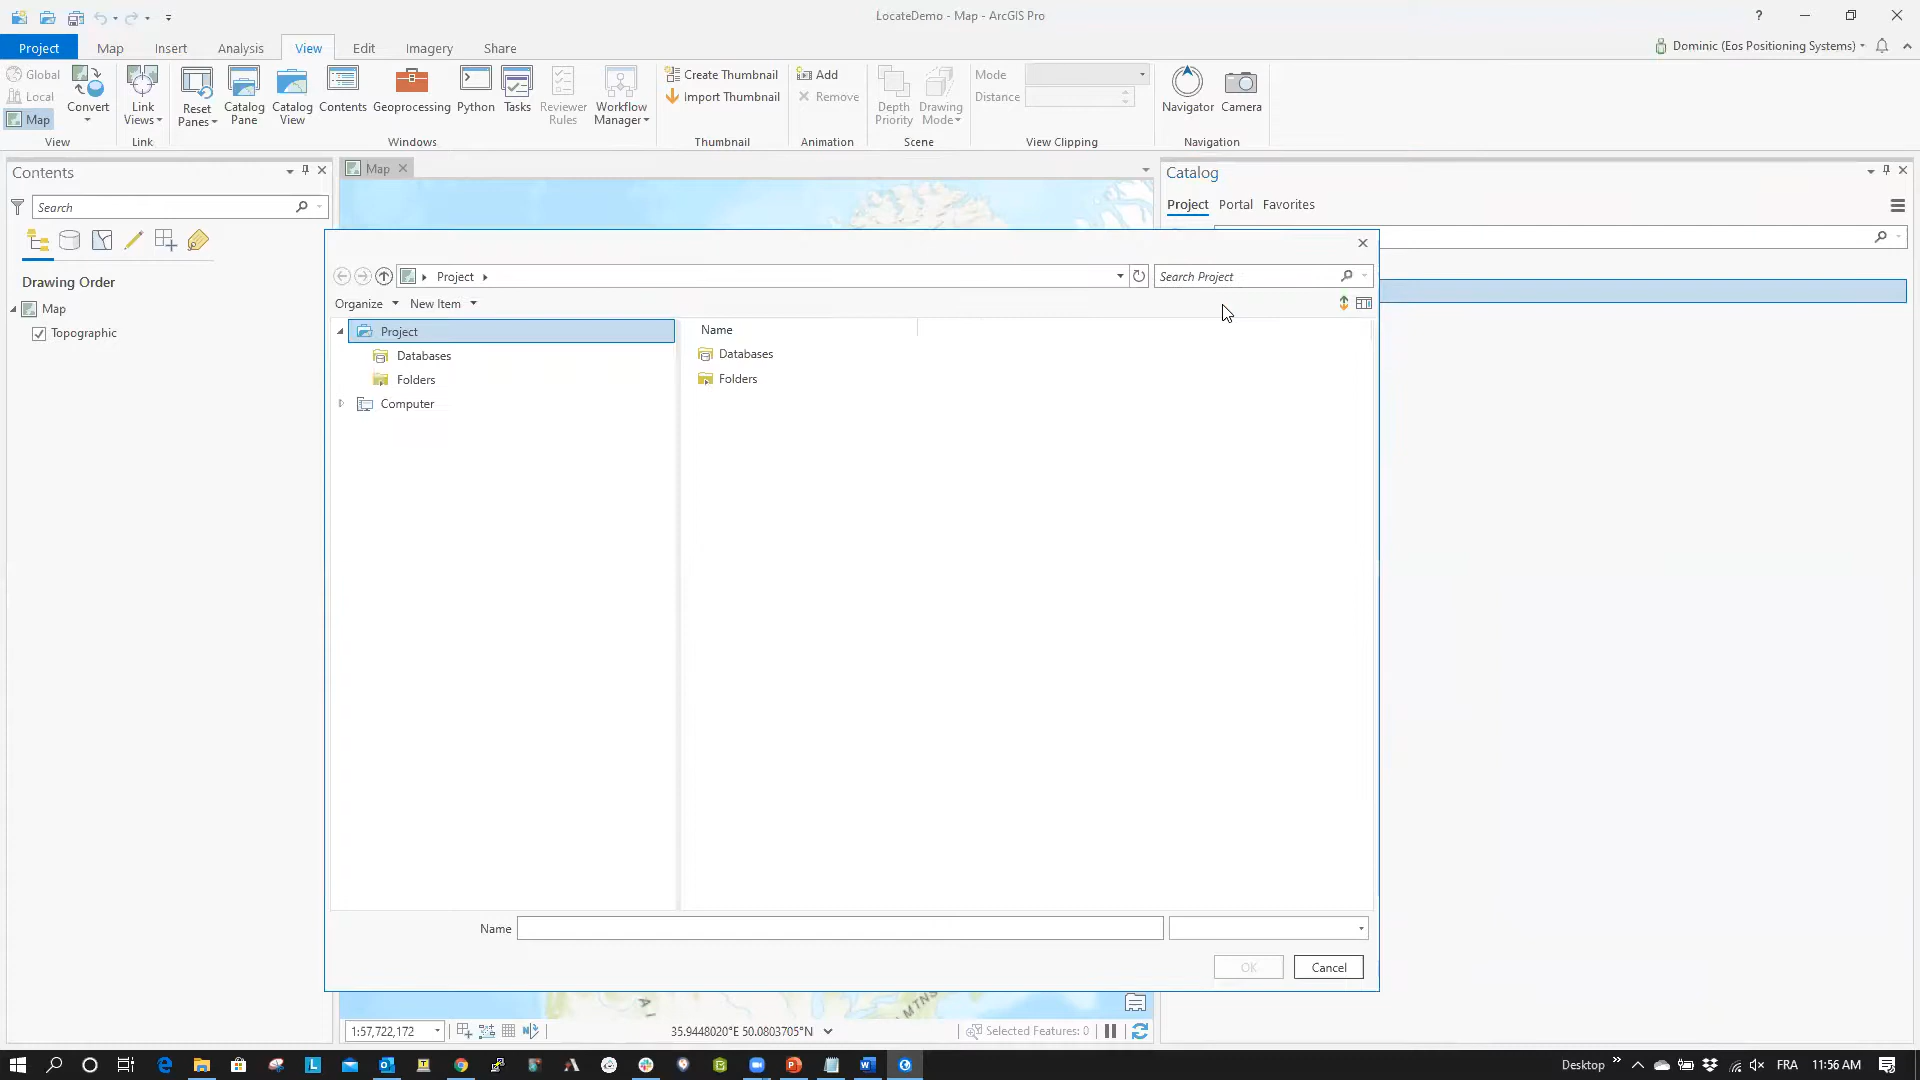 LocateDemo - Map - ArcGIS Pro
?
Project
Map
Insert
Analysis
View
Edit
Imagery
Share
Dominic (Eos Positioning Systems)
Global
Local
Map
Convert
View
Link
Views
Link
Reset
Panes
Catalog
Pane
Catalog
View
Contents
Geoprocessing
Python
Tasks
Reviewer
Rules
Workflow
Manager
Windows
Create Thumbnail
Import Thumbnail
Thumbnail
Add
Remove
Animation
Depth
Priority
Drawing
Mode
Scene
Mode
Distance
View Clipping
Navigator
Camera
Navigation
Contents
Search
Drawing Order
Map
Topographic
Map
Catalog
Project
Portal
Favorites
Project
Search Project
Organize
New Item
Project
Databases
Folders
Computer
Name
Databases
Folders
Name
OK
Cancel
MTNS
1:57,722,172
35.9448020°E 50.0803705°N
Selected Features: 0
Desktop
FRA
11:56 AM